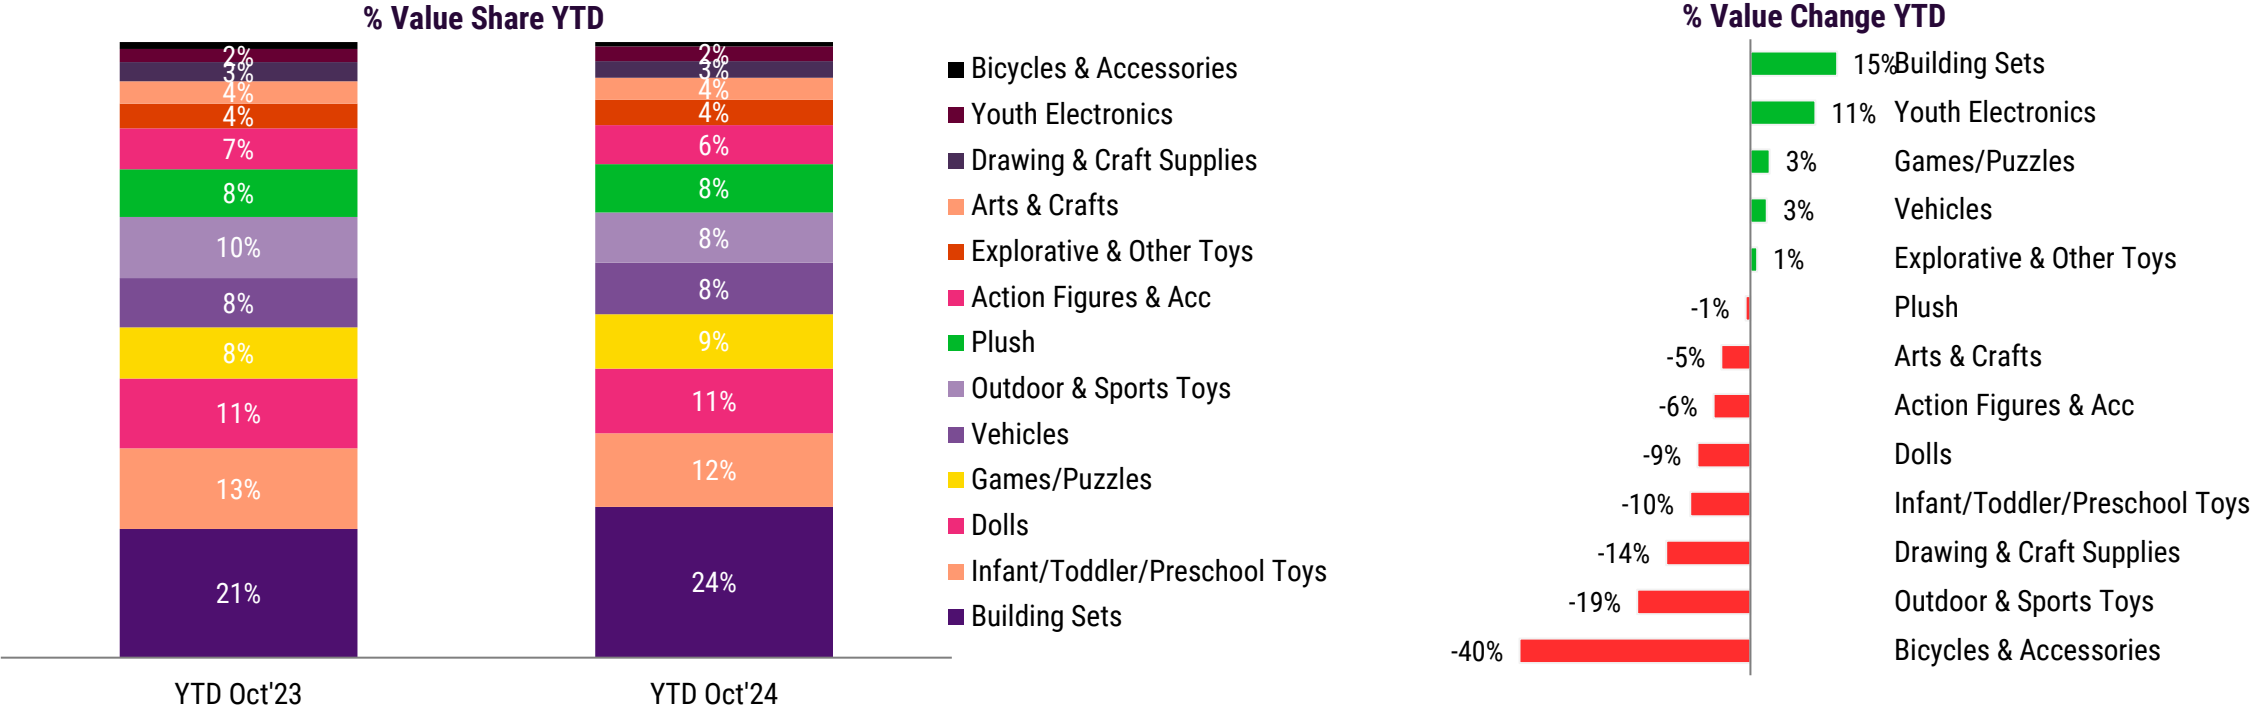 % Value Share YTD
2%
3%
4%
4%
7%
8%
10%
8%
8%
11%
13%
21%
YTD Oct'23
2%
3%
4%
4%
6%
8%
8%
8%
9%
11%
12%
24%
YTD Oct'24
Bicycles & Accessories
Youth Electronics
Drawing & Craft Supplies
Arts & Crafts
Explorative & Other Toys
Action Figures & Acc
Plush
Outdoor & Sports Toys
Vehicles
Games/Puzzles
Dolls
Infant/Toddler/Preschool Toys
Building Sets
% Value Change YTD
15% Building Sets
11% Youth Electronics
3% Games/Puzzles
3% Vehicles
1% Explorative & Other Toys
-1% Plush
-5% Arts & Crafts
-6% Action Figures & Acc
-9% Dolls
-10% Infant/Toddler/Preschool Toys
-14% Drawing & Craft Supplies
-19% Outdoor & Sports Toys
-40% Bicycles & Accessories